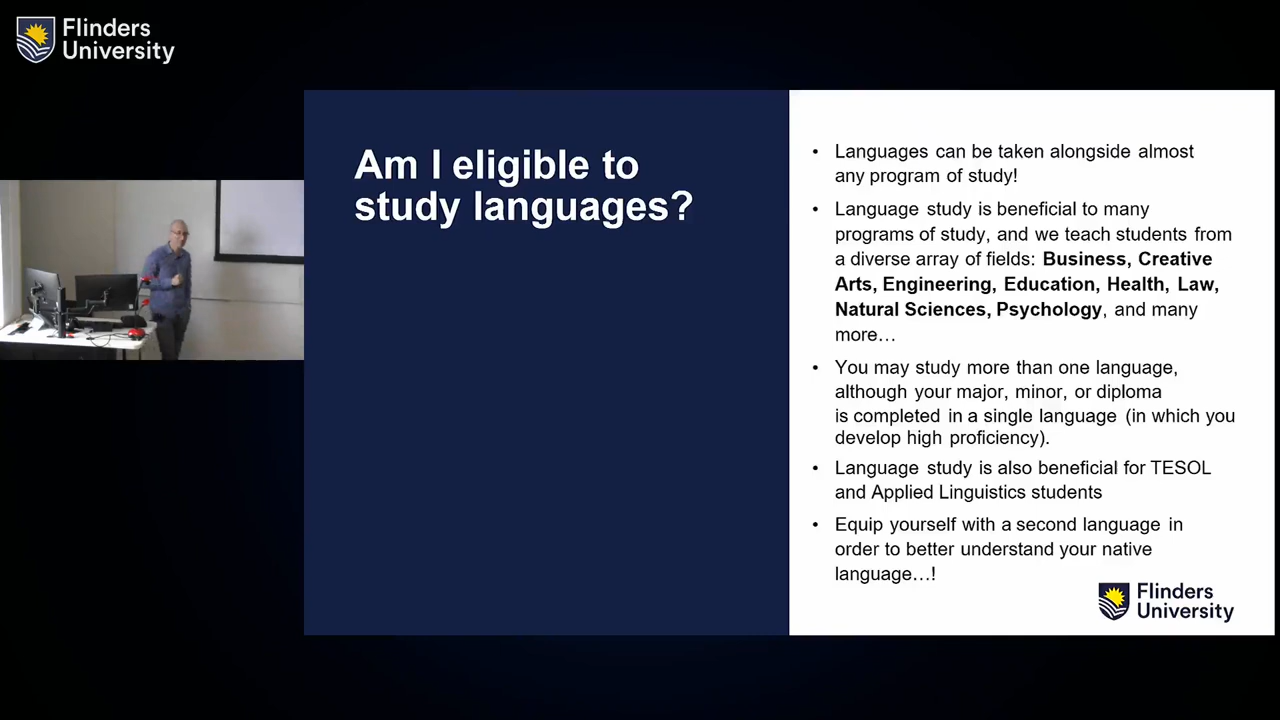 Flinders
University
Am I eligible to
study languages?
• Languages can be taken alongside almost
any program of study!
• Language study is beneficial to many
programs of study, and we teach students from
a diverse array of fields: Business, Creative
Arts, Engineering, Education, Health, Law,
Natural Sciences, Psychology, and many
more…
• You may study more than one language,
although your major, minor, or diploma
is completed in a single language (in which you
develop high proficiency).
• Language study is also beneficial for TESOL
and Applied Linguistics students
• Equip yourself with a second language in
order to better understand your native
language…!
Flinders
University